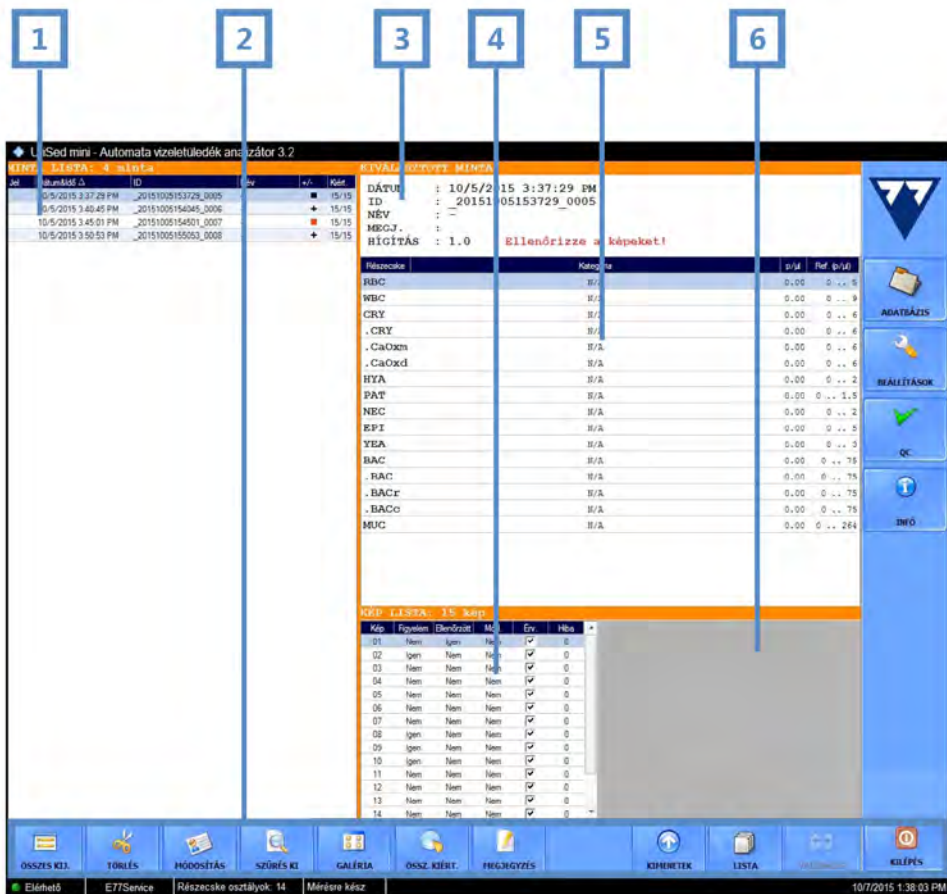 1 2 3 4 5 6
UriSed mini - Automata vizeletüledék analizátor 3.2
MINTA LISTA: 4 minta
Jel Dátum&Idő ID Név +/- Kiért.
10/5/2015 3:37:29 PM _20151005153729_0005 ■ 15/15
10/5/2015 3:40:45 PM _20151005154045_0006 + 15/15
10/5/2015 3:45:01 PM _20151005154501_0007 ■ 15/15
10/5/2015 3:50:53 PM _20151005155053_0008 + 15/15
KIVÁLASZTOTT MINTA
DÁTUM : 10/5/2015 3:37:29 PM
ID : _20151005153729_0005
NÉV : -
MEGJ. :
HÍGÍTÁS : 1.0 Ellenőrizze a képeket!
Részecske Kategória p/µl Ref. (p/µl)
RBC N/A 0.00 0 .. 5
WBC N/A 0.00 0 .. 9
CRY N/A 0.00 0 .. 6
.CRY N/A 0.00 0 .. 6
.CaOxm N/A 0.00 0 .. 6
.CaOxd N/A 0.00 0 .. 6
HYA N/A 0.00 0 .. 2
PAT N/A 0.00 0 .. 1.5
NEC N/A 0.00 0 .. 2
EPI N/A 0.00 0 .. 5
YEA N/A 0.00 0 .. 3
BAC N/A 0.00 0 .. 75
.BAC N/A 0.00 0 .. 75
.BACr N/A 0.00 0 .. 75
.BACc N/A 0.00 0 .. 75
MUC N/A 0.00 0 .. 264
KÉP LISTA: 15 kép
Kép Figyelem Ellenőrzött Mód. Érv. Hiba
01 Nem Igen Nem 0
02 Igen Nem Nem 0
03 Nem Nem Nem 0
04 Nem Nem Nem 0
05 Nem Nem Nem 0
06 Nem Nem Nem 0
07 Nem Nem Nem 0
08 Igen Nem Nem 0
09 Igen Nem Nem 0
10 Igen Nem Nem 0
11 Nem Nem Nem 0
12 Nem Nem Nem 0
13 Nem Nem Nem 0
14 Nem Nem Nem 0
77
ADATBÁZIS
BEÁLLÍTÁSOK
QC
INFÓ
ÖSSZES KIJ. TÖRLÉS MÓDOSÍTÁS SZŰRÉS KI GALÉRIA ÖSSZ. KIÉRT. MEGJEGYZÉS KIMENETEK LISTA KILÉPÉS
Elérhető E77Service Részecske osztályok: 14 Mérésre kész 10/7/2015 1:38:03 PM